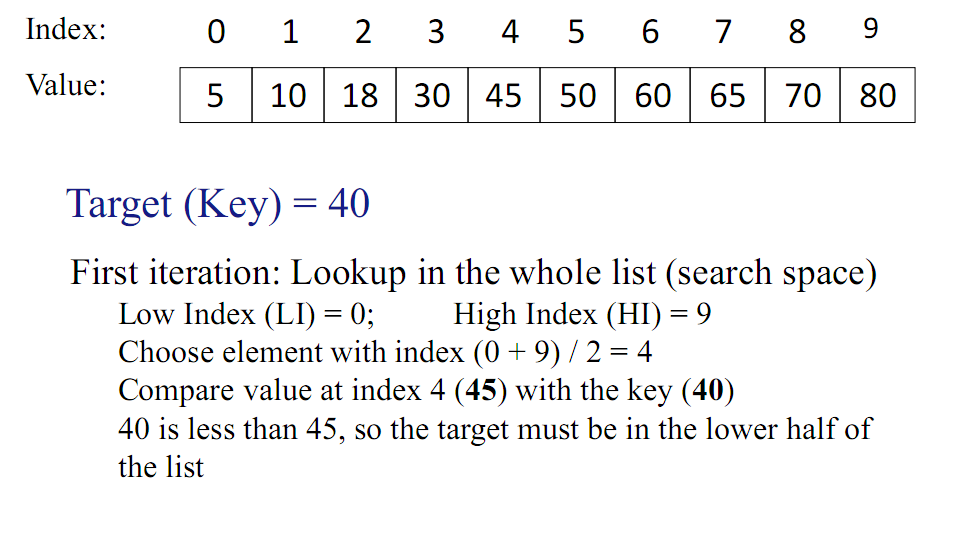 Index: 0 1 2 3 4 5 6 7 8 9
Value: 5 10 18 30 45 50 60 65 70 80
Target (Key) = 40
First iteration: Lookup in the whole list (search space)
Low Index (LI) = 0; High Index (HI) = 9
Choose element with index (0 + 9) / 2 = 4
Compare value at index 4 (45) with the key (40)
40 is less than 45, so the target must be in the lower half of
the list